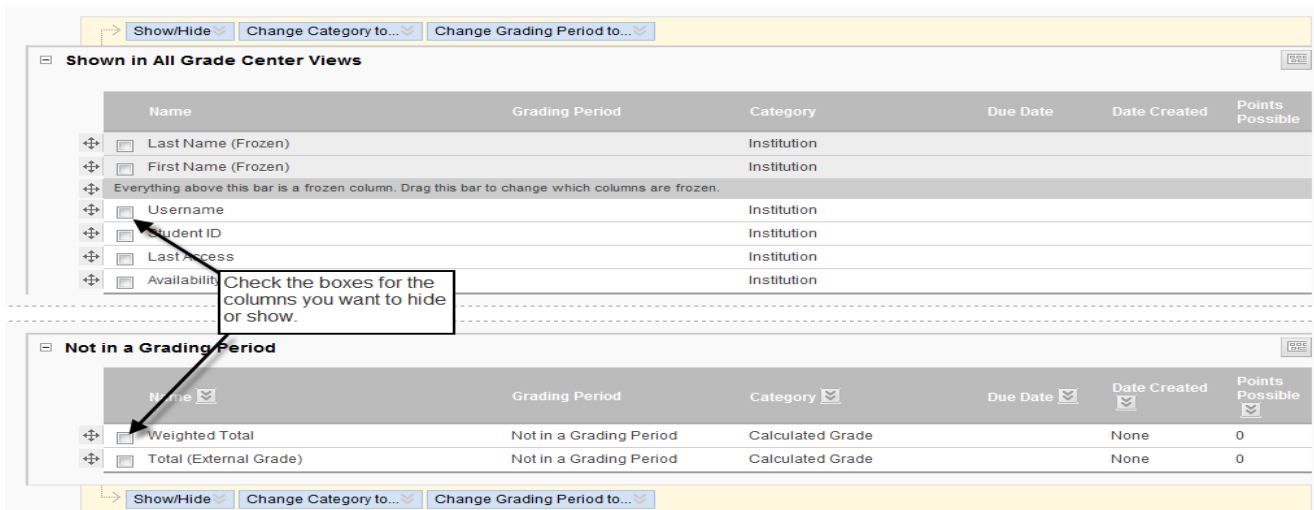 Show/Hide Change Category to... Change Grading Period to...
Shown in All Grade Center Views
Name Grading Period Category Due Date Date Created Points Possible
Last Name (Frozen) Institution
First Name (Frozen) Institution
Everything above this bar is a frozen column. Drag this bar to change which columns are frozen.
Username Institution
Student ID Institution
Last Access Institution
Availability Institution
Check the boxes for the
columns you want to hide
or show.
Not in a Grading Period
Name Grading Period Category Due Date Date Created Points Possible
Weighted Total Not in a Grading Period Calculated Grade None 0
Total (External Grade) Not in a Grading Period Calculated Grade None 0
Show/Hide Change Category to... Change Grading Period to...